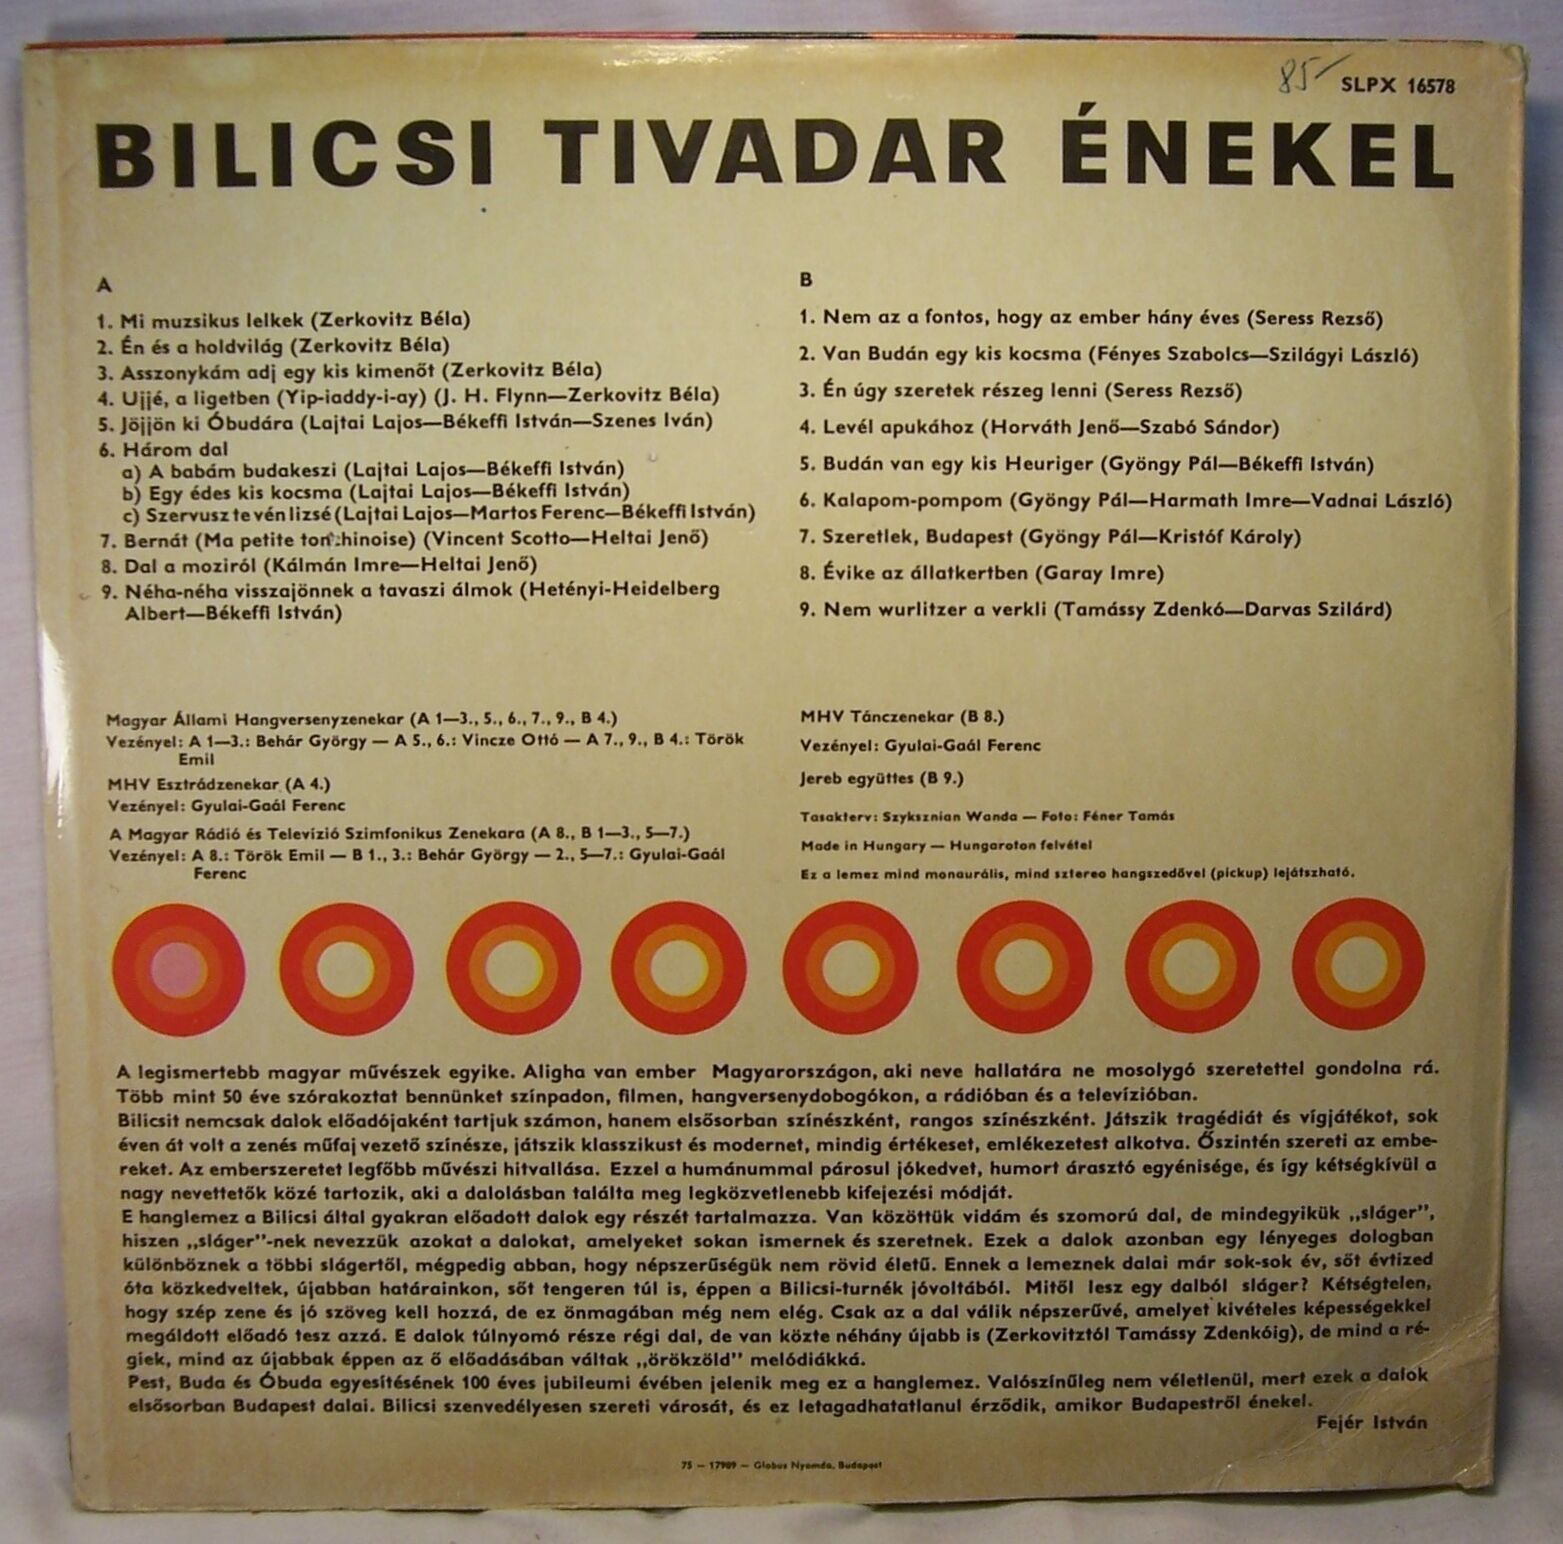 85 SLPX 16578
BILICSI TIVADAR ÉNEKEL
A
1. Mi muzsikus lelkek (Zerkovitz Béla)
2. Én és a holdvilág (Zerkovitz Béla)
3. Asszonykám adj egy kis kimenőt (Zerkovitz Béla)
4. Ujjé, a ligetben (Yip-iaddy-i-ay) (J. H. Flynn—Zerkovitz Béla)
5. Jöjjön ki Óbudára (Lajtai Lajos—Békeffi István—Szenes Iván)
6. Három dal
a) A babám budakeszi (Lajtai Lajos—Békeffi István)
b) Egy édes kis kocsma (Lajtai Lajos—Békeffi István)
c) Szervusz te vén lizsé (Lajtai Lajos—Martos Ferenc—Békeffi István)
7. Bernát (Ma petite tonchinoise) (Vincent Scotto—Heltai Jenő)
8. Dal a moziról (Kálmán Imre—Heltai Jenő)
9. Néha-néha visszajönnek a tavaszi álmok (Hetényi-Heidelberg
Albert—Békeffi István)
B
1. Nem az a fontos, hogy az ember hány éves (Seress Rezső)
2. Van Budán egy kis kocsma (Fényes Szabolcs—Szilágyi László)
3. Én úgy szeretek részeg lenni (Seress Rezső)
4. Levél apukához (Horváth Jenő—Szabó Sándor)
5. Budán van egy kis Heuriger (Gyöngy Pál—Békeffi István)
6. Kalapom-pompom (Gyöngy Pál—Harmath Imre—Vadnai László)
7. Szeretlek, Budapest (Gyöngy Pál—Kristóf Károly)
8. Évike az állatkertben (Garay Imre)
9. Nem wurlitzer a verkli (Tamássy Zdenkó—Darvas Szilárd)
Magyar Állami Hangversenyzenekar (A 1—3., 5., 6., 7., 9., B 4.)
Vezényel: A 1—3.: Behár György — A 5., 6.: Vincze Ottó — A 7., 9., B 4.: Török
Emil
MHV Esztrádzenekar (A 4.)
Vezényel: Gyulai-Gaál Ferenc
A Magyar Rádió és Televízió Szimfonikus Zenekara (A 8., B 1—3., 5—7.)
Vezényel: A 8.: Török Emil — B 1., 3.: Behár György — 2., 5—7.: Gyulai-Gaál
Ferenc
MHV Tánczenekar (B 8.)
Vezényel: Gyulai-Gaál Ferenc
Jereb együttes (B 9.)
Tasakterv: Szyksznian Wanda — Foto: Féner Tamás
Made in Hungary — Hungaroton felvétel
Ez a lemez mind monaurális, mind sztereo hangszedővel (pickup) lejátszható.
A legismertebb magyar művészek egyike. Aligha van ember Magyarországon, aki neve hallatára ne mosolygó szeretettel gondolna rá.
Több mint 50 éve szórakoztat bennünket színpadon, filmen, hangversenydobogókon, a rádióban és a televízióban.
Bilicsit nemcsak dalok előadójaként tartjuk számon, hanem elsősorban színészként, rangos színészként. Játszik tragédiát és vígjátékot, sok
éven át volt a zenés műfaj vezető színésze, játszik klasszikust és modernet, mindig értékeset, emlékezetest alkotva. Őszintén szereti az embe-
reket. Az emberszeretet legfőbb művészi hitvallása. Ezzel a humánummal párosul jókedvet, humort árasztó egyénisége, és így kétségkívül a
nagy nevettetők közé tartozik, aki a dalolásban találta meg legközvetlenebb kifejezési módját.
E hanglemez a Bilicsi által gyakran előadott dalok egy részét tartalmazza. Van közöttük vidám és szomorú dal, de mindegyikük „sláger",
hiszen „sláger"-nek nevezzük azokat a dalokat, amelyeket sokan ismernek és szeretnek. Ezek a dalok azonban egy lényeges dologban
különböznek a többi slágertől, mégpedig abban, hogy népszerűségük nem rövid életű. Ennek a lemeznek dalai már sok-sok év, sőt évtized
óta közkedveltek, újabban határainkon, sőt tengeren túl is, éppen a Bilicsi-turnék jóvoltából. Mitől lesz egy dalból sláger? Kétségtelen,
hogy szép zene és jó szöveg kell hozzá, de ez önmagában még nem elég. Csak az a dal válik népszerűvé, amelyet kivételes képességekkel
megáldott előadó tesz azzá. E dalok túlnyomó része régi dal, de van közte néhány újabb is (Zerkovitztól Tamássy Zdenkóig), de mind a ré-
giek, mind az újabbak éppen az ő előadásában váltak „örökzöld" melódiákká.
Pest, Buda és Óbuda egyesítésének 100 éves jubileumi évében jelenik meg ez a hanglemez. Valószínűleg nem véletlenül, mert ezek a dalok
elsősorban Budapest dalai. Bilicsi szenvedélyesen szereti városát, és ez letagadhatatlanul érződik, amikor Budapestről énekel.
Fejér István
75 — 17989 — Globus Nyomda, Budapest